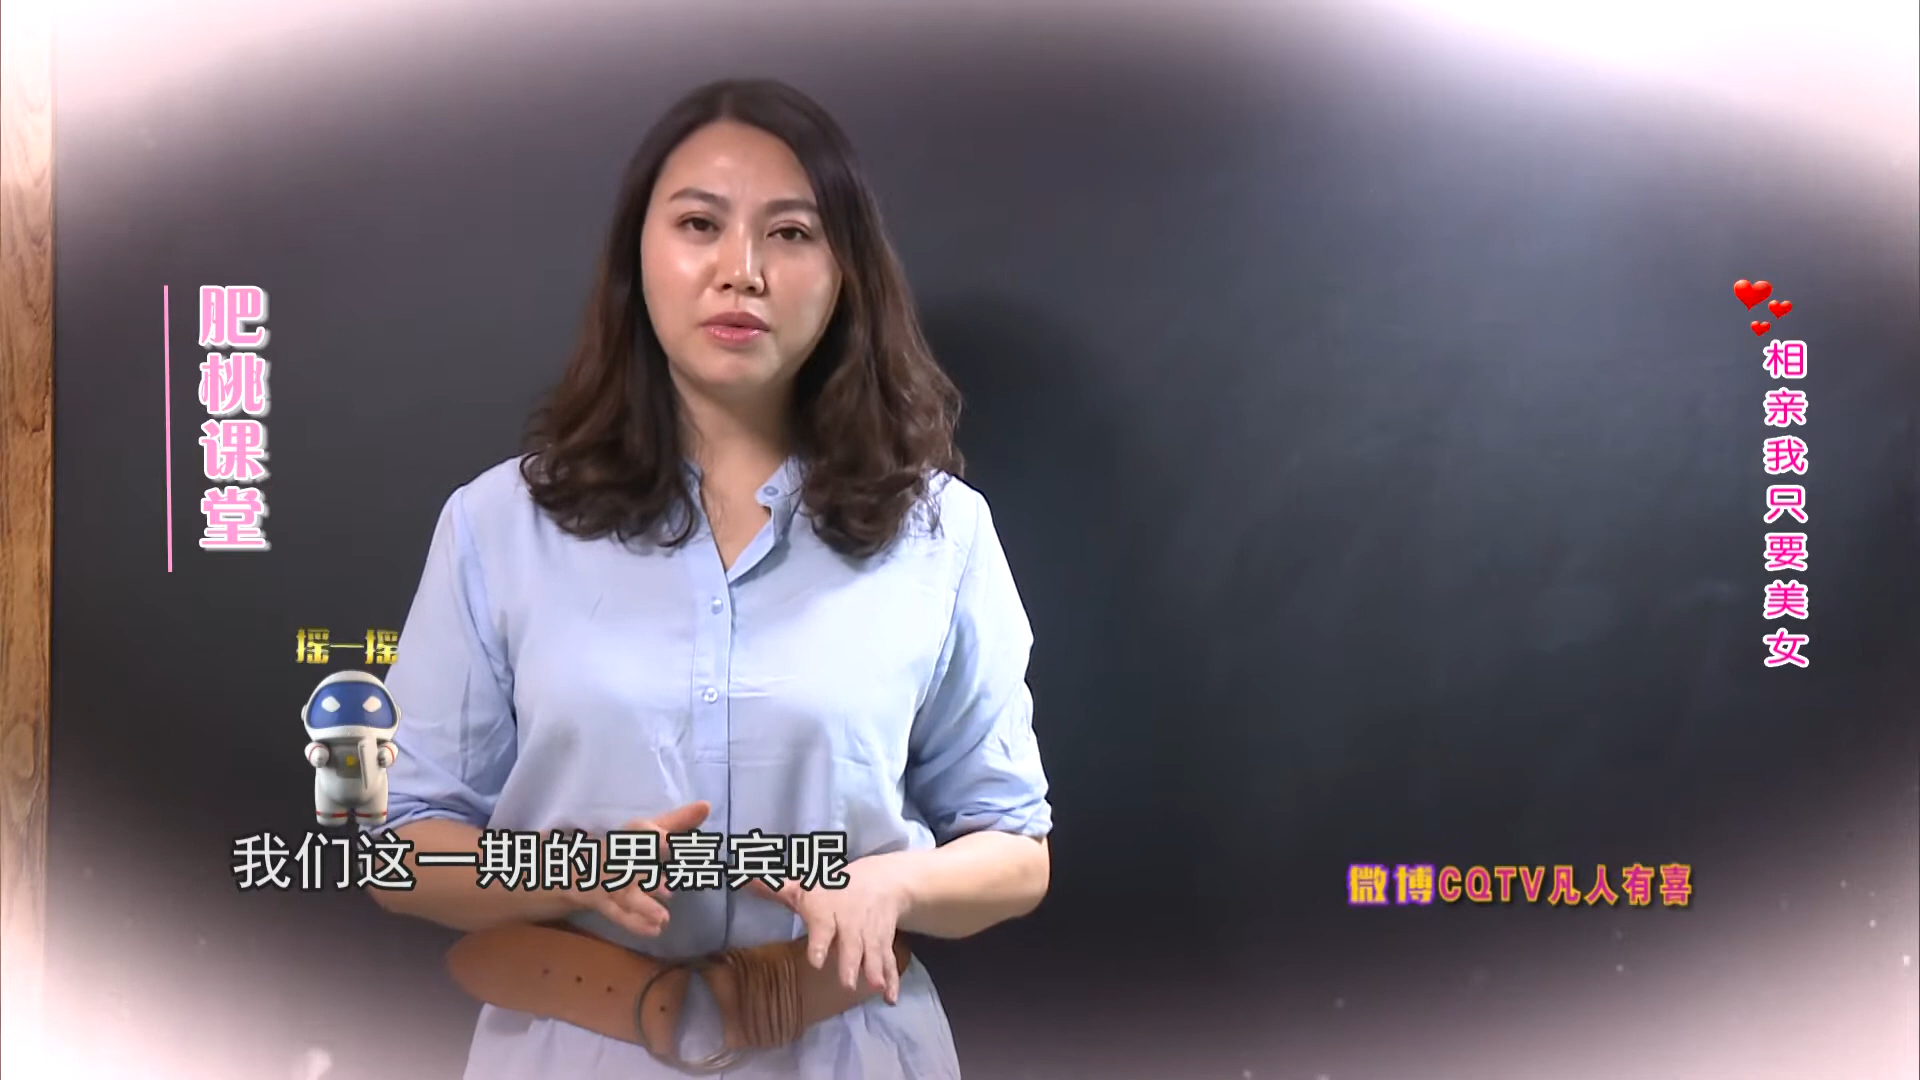 肥桃课堂
相亲我只要美女
摇一摇
我们这一期的男嘉宾呢
微博CQTV凡人有喜